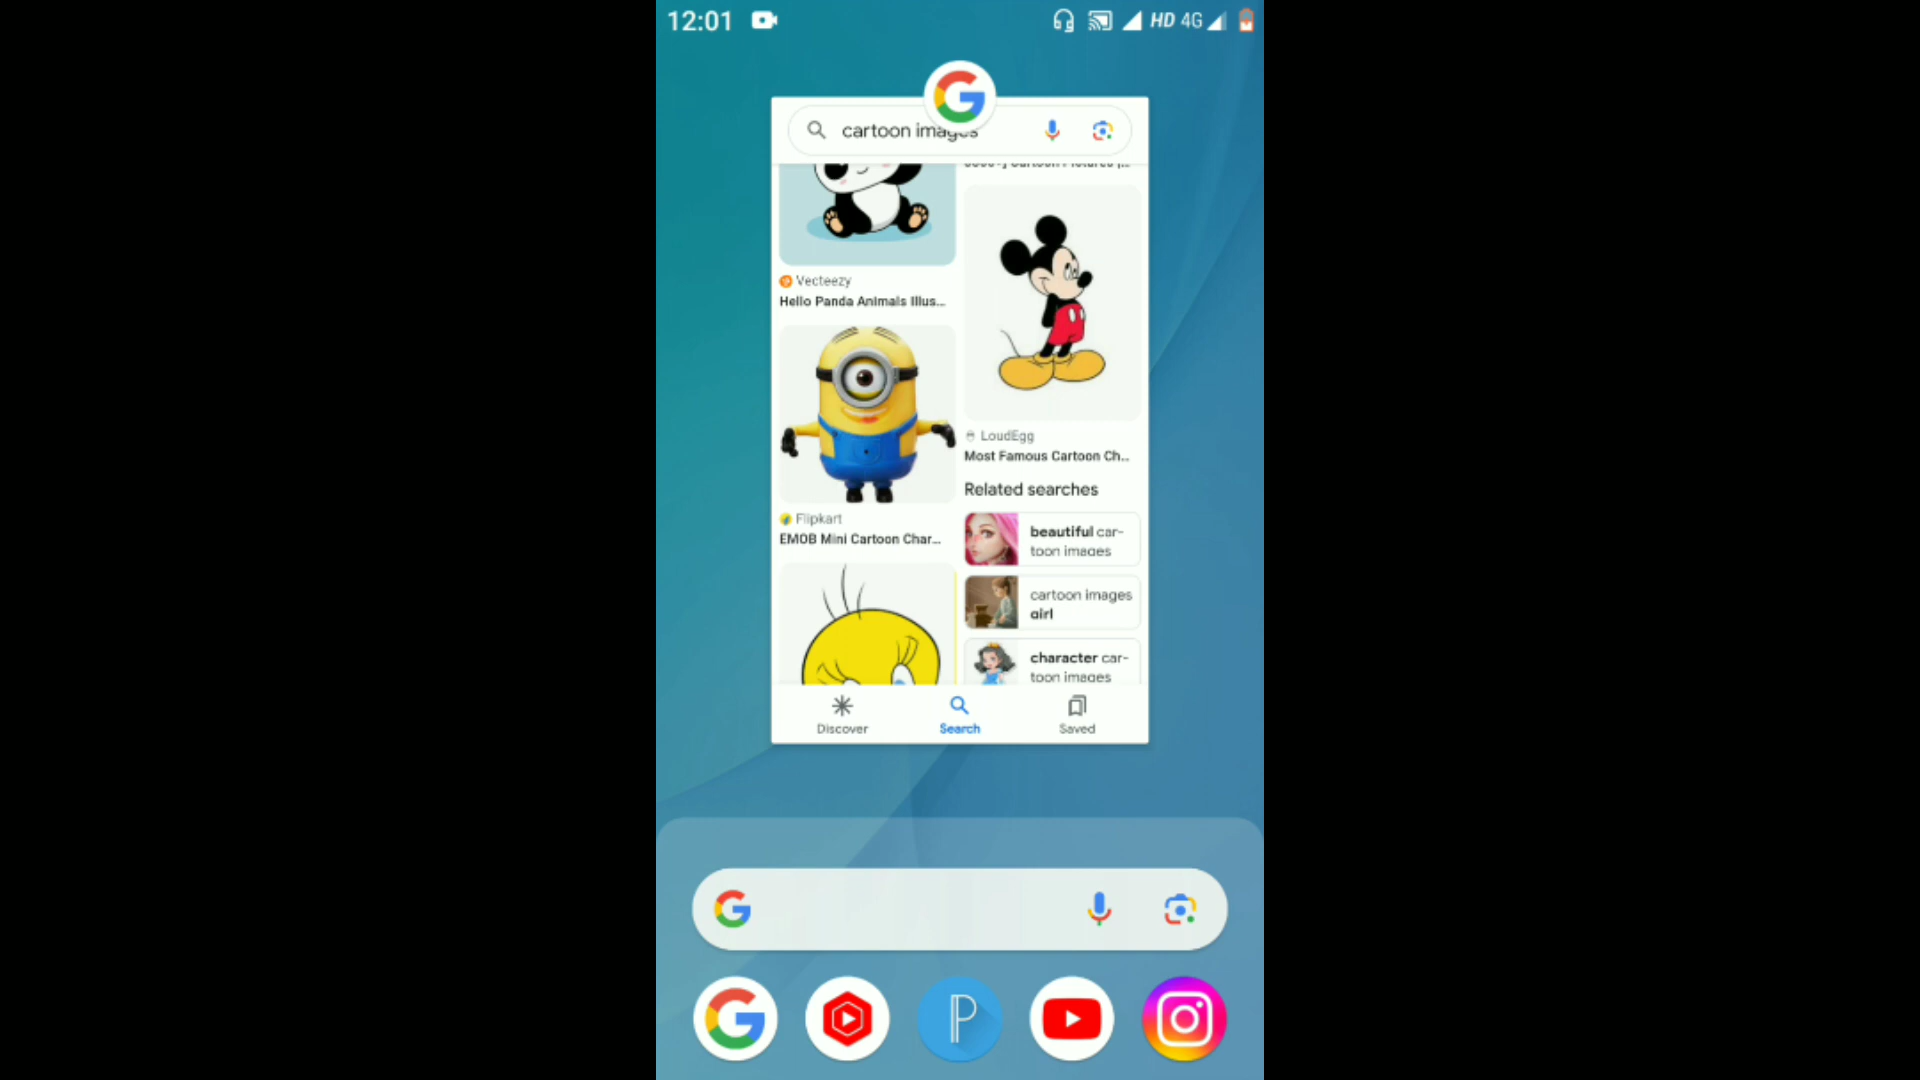 12:01
HD 4G
cartoon images
Vecteezy
Hello Panda Animals Illus...
LoudEgg
Most Famous Cartoon Ch...
Related searches
Flipkart
EMOB Mini Cartoon Char...
beautiful car-
toon images
cartoon images
girl
character car-
toon images
Discover
Search
Saved